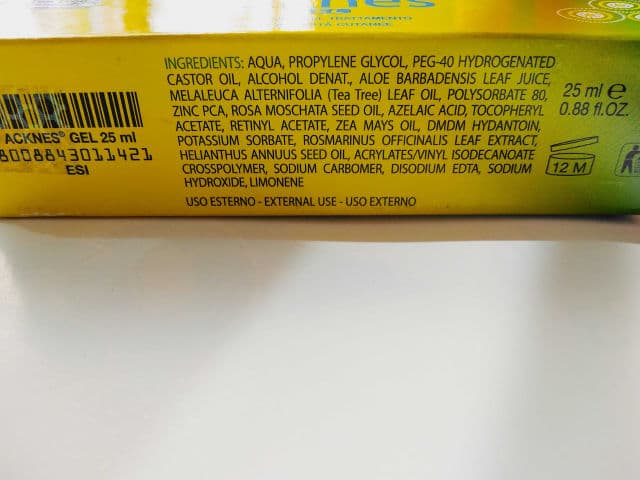 INGREDIENTS: AQUA, PROPYLENE GLYCOL, PEG-40 HYDROGENATED
CASTOR OIL, ALCOHOL DENAT., ALOE BARBADENSIS LEAF JUICE,
MELALEUCA ALTERNIFOLIA (Tea Tree) LEAF OIL, POLYSORBATE 80,
ZINC PCA, ROSA MOSCHATA SEED OIL, AZELAIC ACID, TOCOPHERYL
ACETATE, RETINYL ACETATE, ZEA MAYS OIL, DMDM HYDANTOIN,
POTASSIUM SORBATE, ROSMARINUS OFFICINALIS LEAF EXTRACT,
HELIANTHUS ANNUUS SEED OIL, ACRYLATES/VINYL ISODECANOATE
CROSSPOLYMER, SODIUM CARBOMER, DISODIUM EDTA, SODIUM
HYDROXIDE, LIMONENE
USO ESTERNO - EXTERNAL USE - USO EXTERNO
ACKNES® GEL 25 ml
8008843011421
ESI
25 ml e
0.88 fl.OZ.
12 M
TRATTAMENTO
CUTANEE